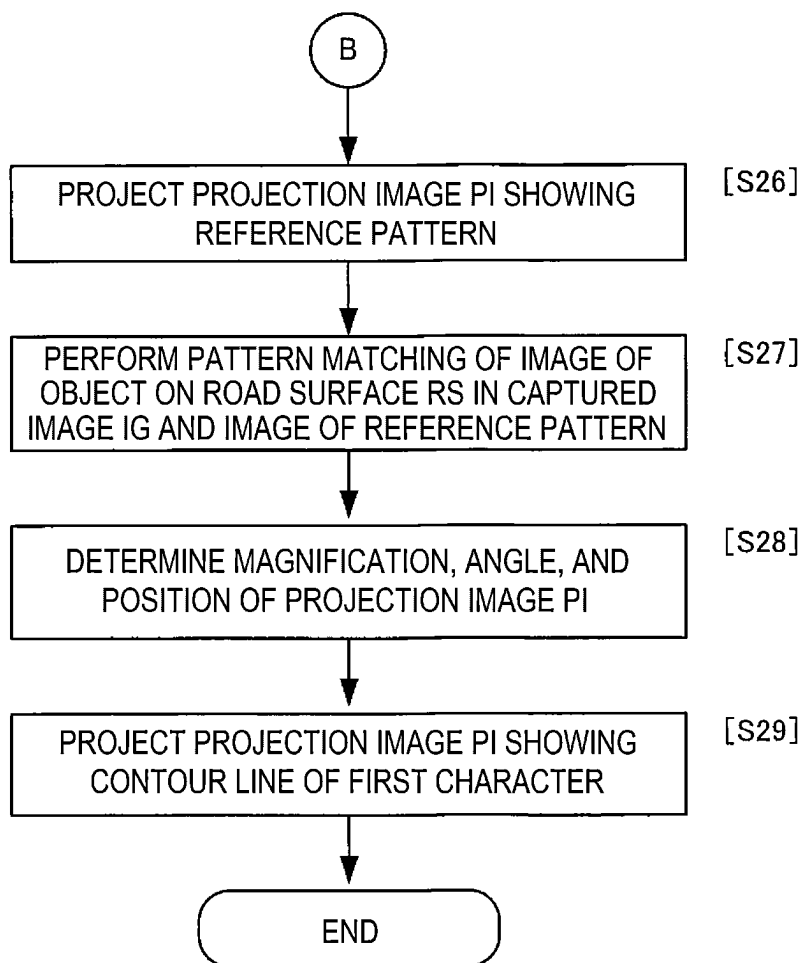 B
PROJECT PROJECTION IMAGE PI SHOWING
REFERENCE PATTERN
[S26]
PERFORM PATTERN MATCHING OF IMAGE OF
OBJECT ON ROAD SURFACE RS IN CAPTURED
IMAGE IG AND IMAGE OF REFERENCE PATTERN
[S27]
DETERMINE MAGNIFICATION, ANGLE, AND
POSITION OF PROJECTION IMAGE PI
[S28]
PROJECT PROJECTION IMAGE PI SHOWING
CONTOUR LINE OF FIRST CHARACTER
[S29]
END